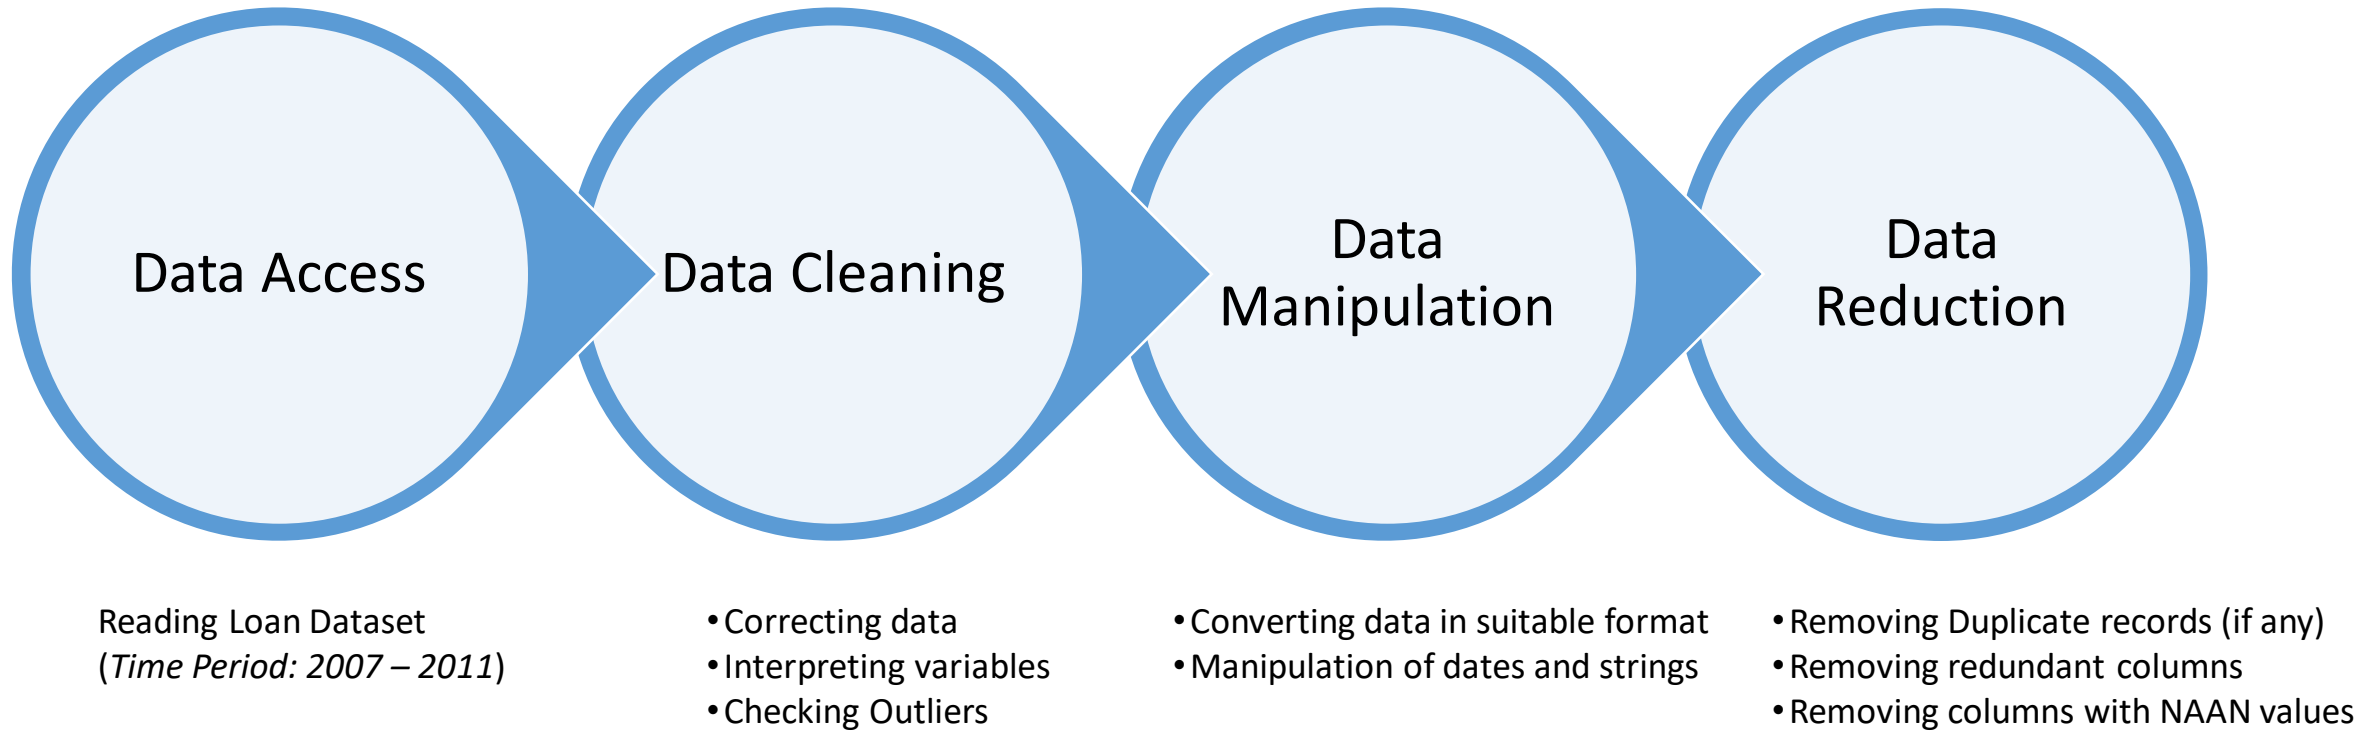 Data Access
Data Cleaning
Data
Manipulation
Data
Reduction
Reading Loan Dataset
(Time Period: 2007 – 2011)
•Correcting data
•Interpreting variables
•Checking Outliers
•Converting data in suitable format
•Manipulation of dates and strings
•Removing Duplicate records (if any)
•Removing redundant columns
•Removing columns with NAAN values